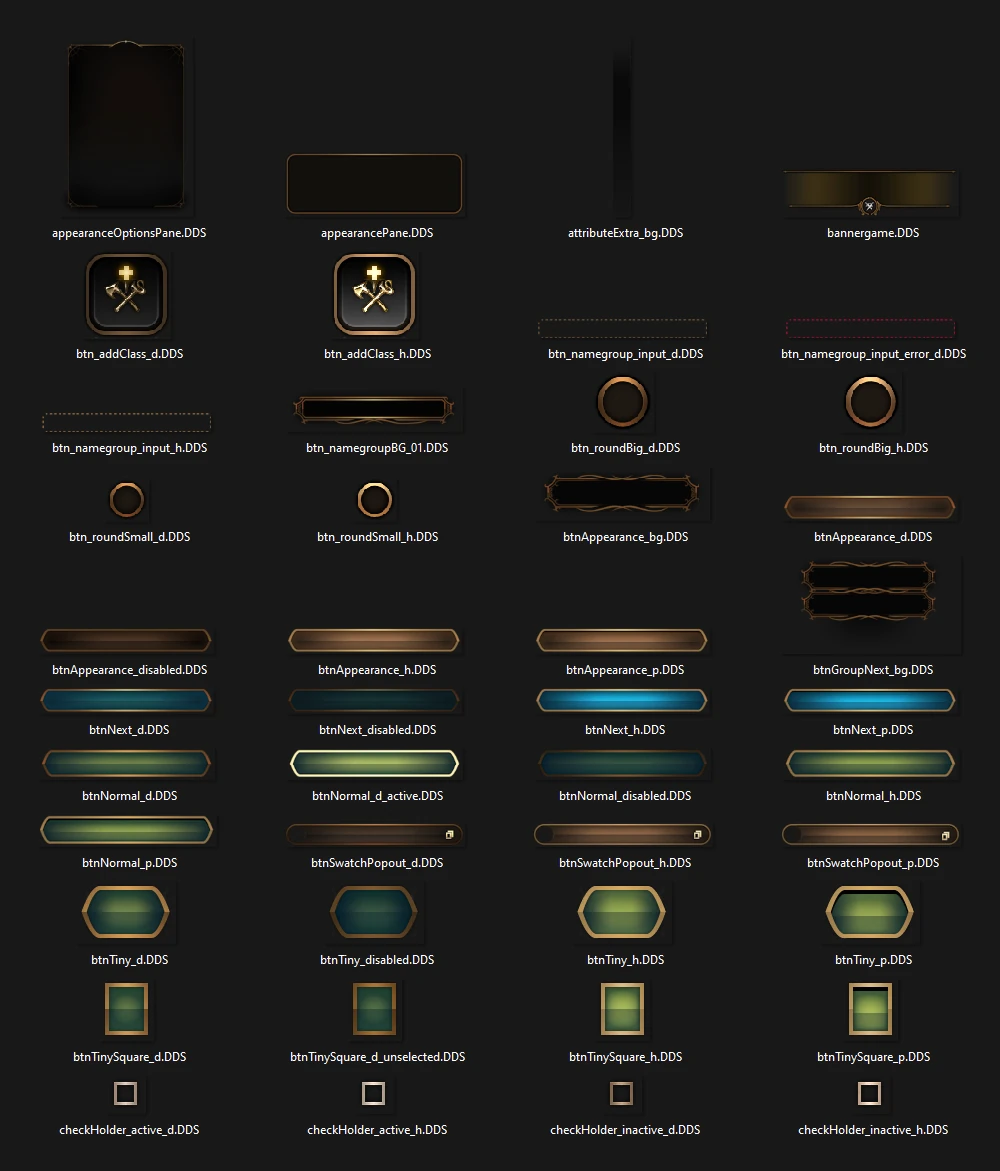 appearanceOptionsPane.DDS
appearancePane.DDS
attributeExtra_bg.DDS
bannergame.DDS
btn_addClass_d.DDS
btn_addClass_h.DDS
btn_namegroup_input_d.DDS
btn_namegroup_input_error_d.DDS
btn_namegroup_input_h.DDS
btn_namegroupBG_01.DDS
btn_roundBig_d.DDS
btn_roundBig_h.DDS
btn_roundSmall_d.DDS
btn_roundSmall_h.DDS
btnAppearance_bg.DDS
btnAppearance_d.DDS
btnAppearance_disabled.DDS
btnAppearance_h.DDS
btnAppearance_p.DDS
btnGroupNext_bg.DDS
btnNext_d.DDS
btnNext_disabled.DDS
btnNext_h.DDS
btnNext_p.DDS
btnNormal_d.DDS
btnNormal_d_active.DDS
btnNormal_disabled.DDS
btnNormal_h.DDS
btnNormal_p.DDS
btnSwatchPopout_d.DDS
btnSwatchPopout_h.DDS
btnSwatchPopout_p.DDS
btnTiny_d.DDS
btnTiny_disabled.DDS
btnTiny_h.DDS
btnTiny_p.DDS
btnTinySquare_d.DDS
btnTinySquare_d_unselected.DDS
btnTinySquare_h.DDS
btnTinySquare_p.DDS
checkHolder_active_d.DDS
checkHolder_active_h.DDS
checkHolder_inactive_d.DDS
checkHolder_inactive_h.DDS